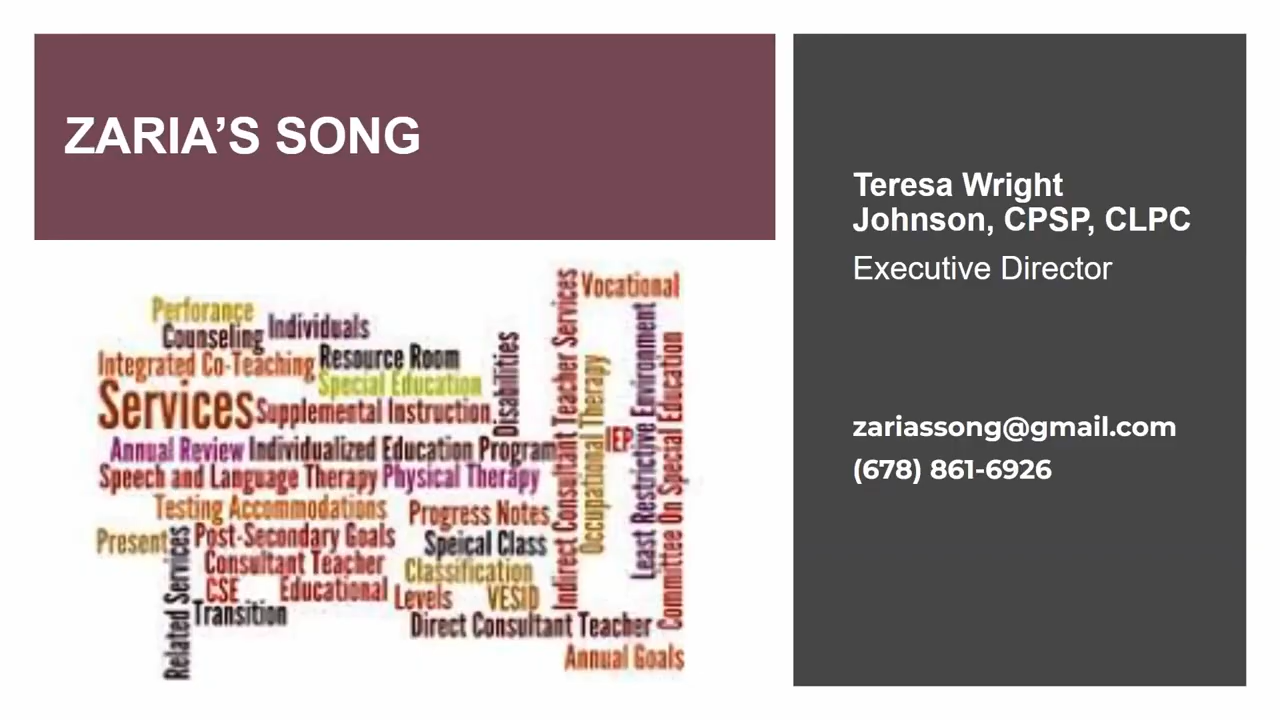 ZARIA’S SONG
Teresa Wright
Johnson, CPSP, CLPC
Executive Director
zariassong@gmail.com
(678) 861-6926
Perforance
Counseling
Individuals
Integrated Co-Teaching
Resource Room
Special Education
Services
Supplemental Instruction
Disabilities
Annual Review
Individualized Education Program
Speech and Language Therapy
Physical Therapy
Testing Accommodations
Progress Notes
Present
Post-Secondary Goals
Speical Class
Consultant Teacher
Classification
CSE
Educational
Levels
VESID
Related Services
Transition
Direct Consultant Teacher
Annual Goals
Indirect Consultant Teacher Services
Vocational
Occupational Therapy
IEP
Least Restrictive Environment
Committee On Special Education